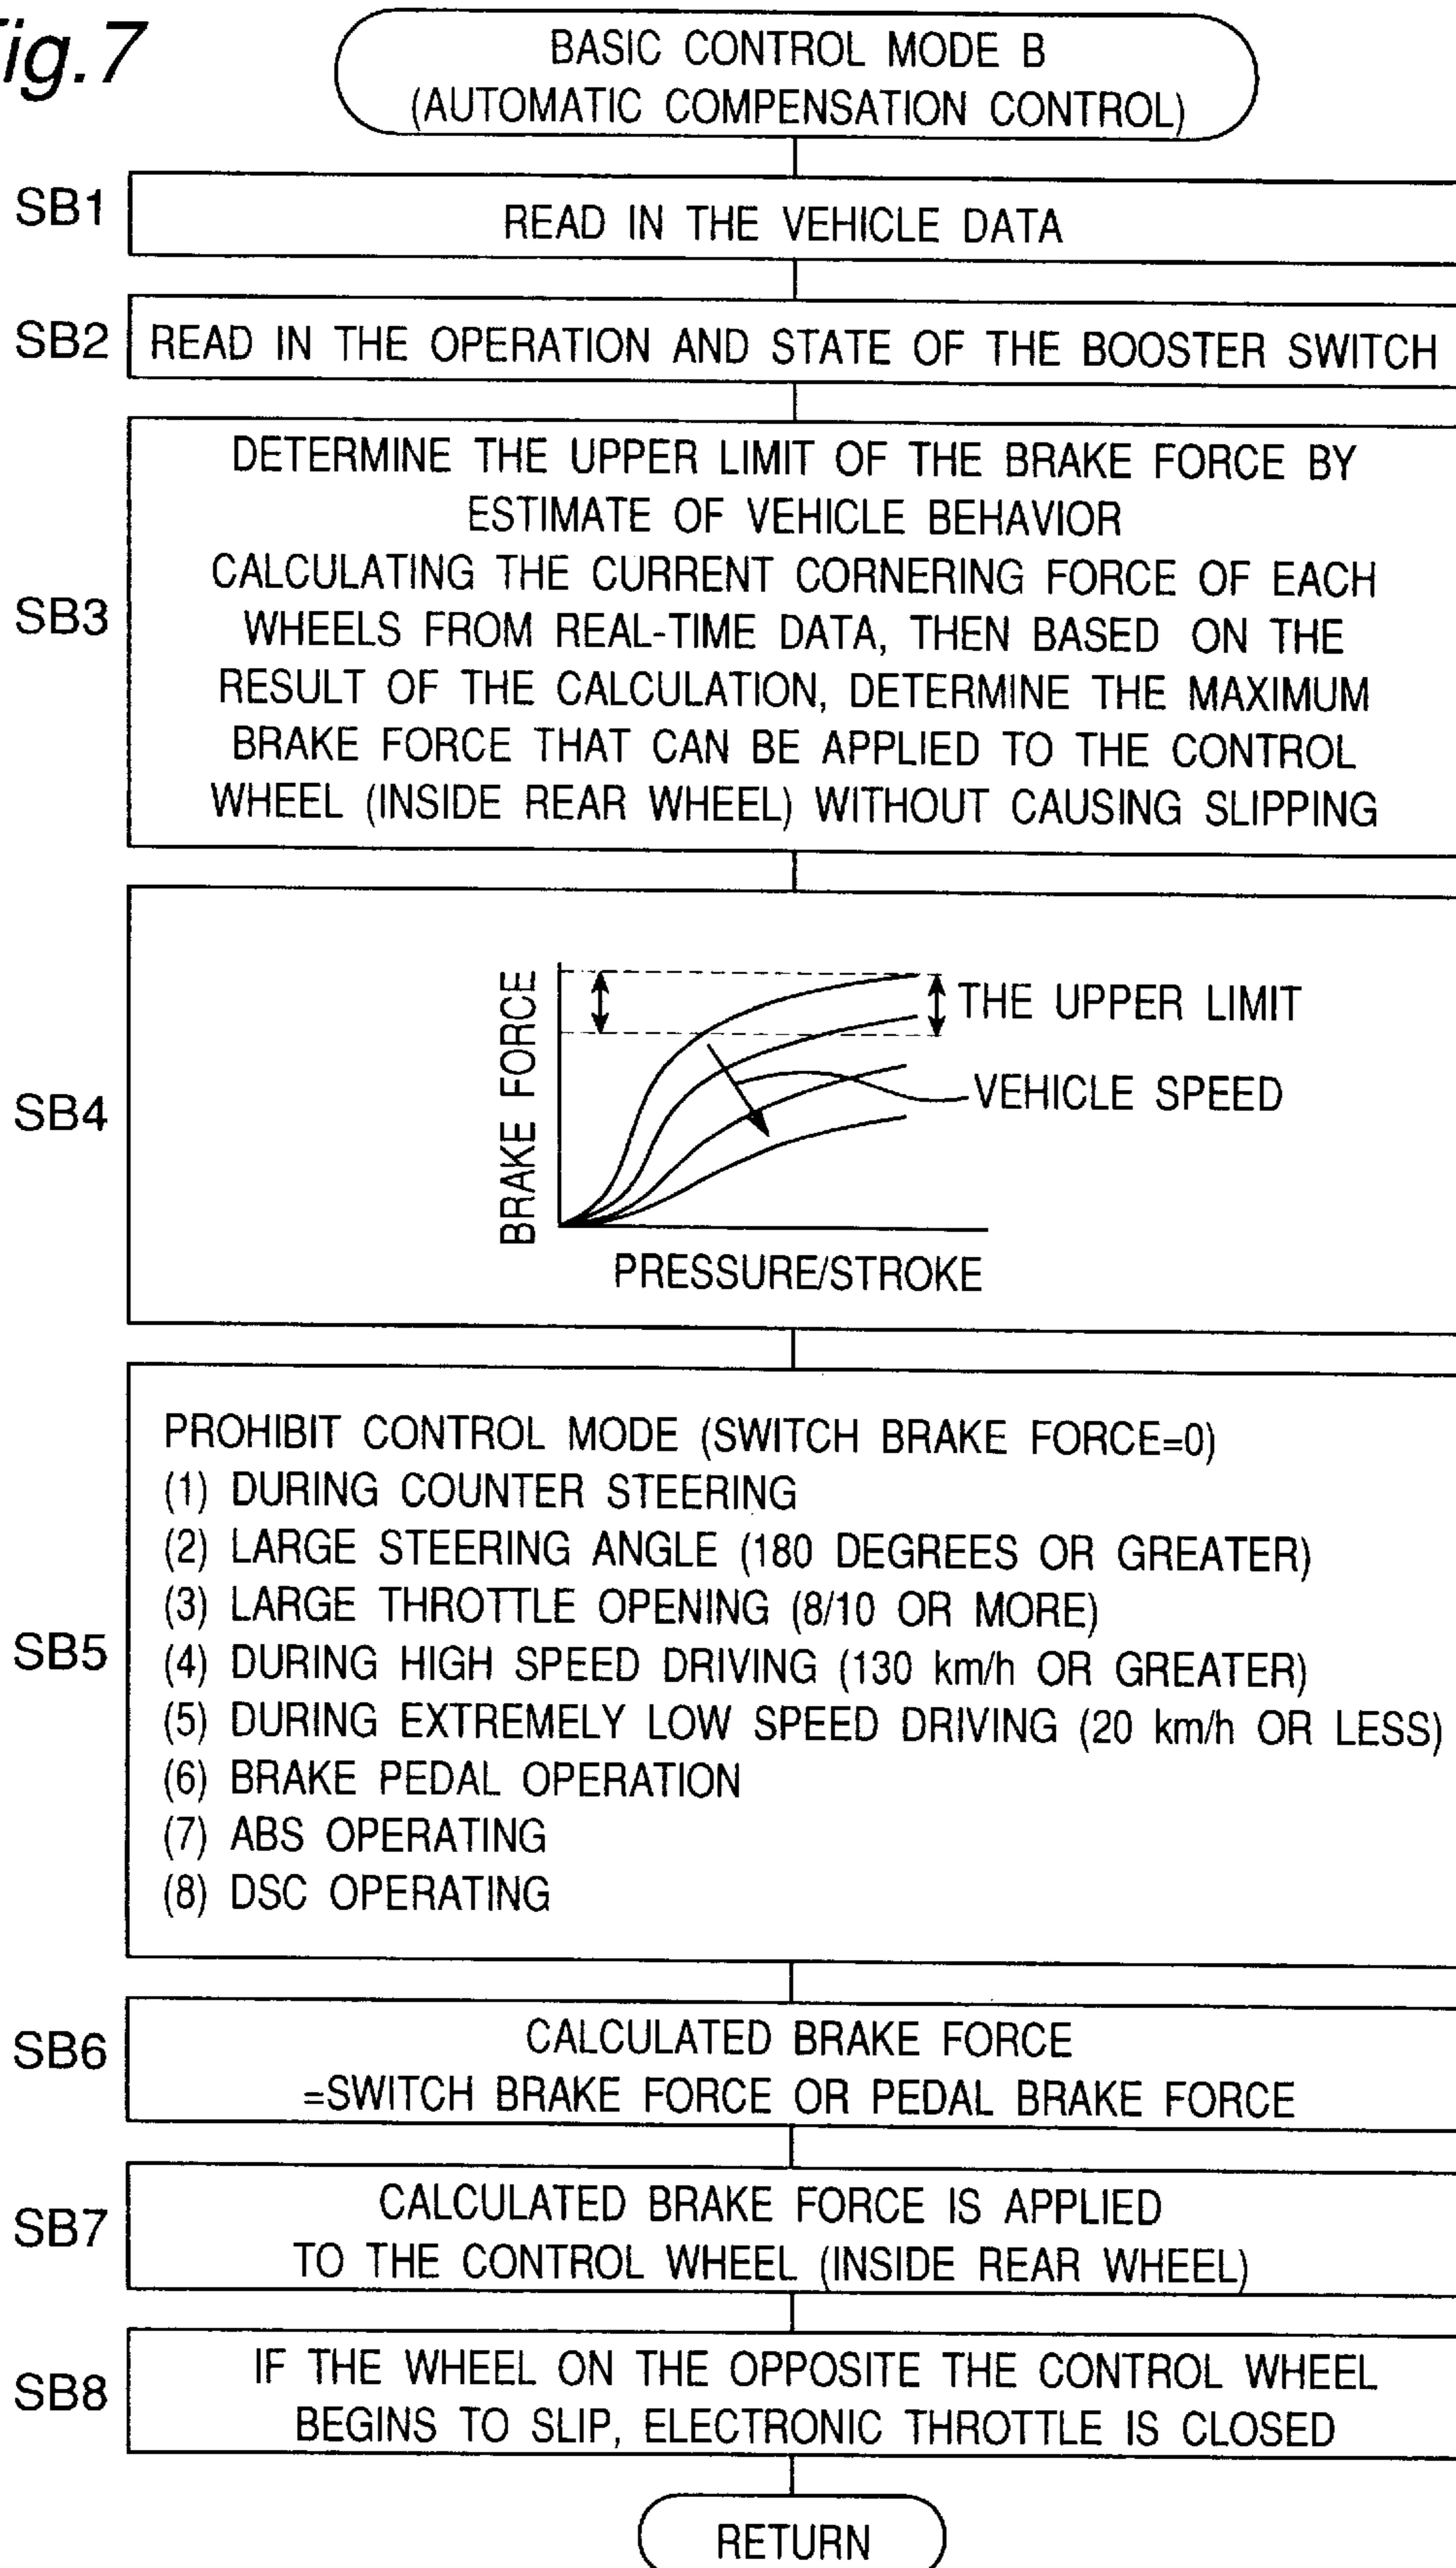 Fig.7
BASIC CONTROL MODE B
(AUTOMATIC COMPENSATION CONTROL)
SB1
READ IN THE VEHICLE DATA
SB2
READ IN THE OPERATION AND STATE OF THE BOOSTER SWITCH
SB3
DETERMINE THE UPPER LIMIT OF THE BRAKE FORCE BY
ESTIMATE OF VEHICLE BEHAVIOR
CALCULATING THE CURRENT CORNERING FORCE OF EACH
WHEELS FROM REAL-TIME DATA, THEN BASED ON THE
RESULT OF THE CALCULATION, DETERMINE THE MAXIMUM
BRAKE FORCE THAT CAN BE APPLIED TO THE CONTROL
WHEEL (INSIDE REAR WHEEL) WITHOUT CAUSING SLIPPING
SB4
BRAKE FORCE
THE UPPER LIMIT
VEHICLE SPEED
PRESSURE/STROKE
SB5
PROHIBIT CONTROL MODE (SWITCH BRAKE FORCE=0)
(1) DURING COUNTER STEERING
(2) LARGE STEERING ANGLE (180 DEGREES OR GREATER)
(3) LARGE THROTTLE OPENING (8/10 OR MORE)
(4) DURING HIGH SPEED DRIVING (130 km/h OR GREATER)
(5) DURING EXTREMELY LOW SPEED DRIVING (20 km/h OR LESS)
(6) BRAKE PEDAL OPERATION
(7) ABS OPERATING
(8) DSC OPERATING
SB6
CALCULATED BRAKE FORCE
=SWITCH BRAKE FORCE OR PEDAL BRAKE FORCE
SB7
CALCULATED BRAKE FORCE IS APPLIED
TO THE CONTROL WHEEL (INSIDE REAR WHEEL)
SB8
IF THE WHEEL ON THE OPPOSITE THE CONTROL WHEEL
BEGINS TO SLIP, ELECTRONIC THROTTLE IS CLOSED
RETURN